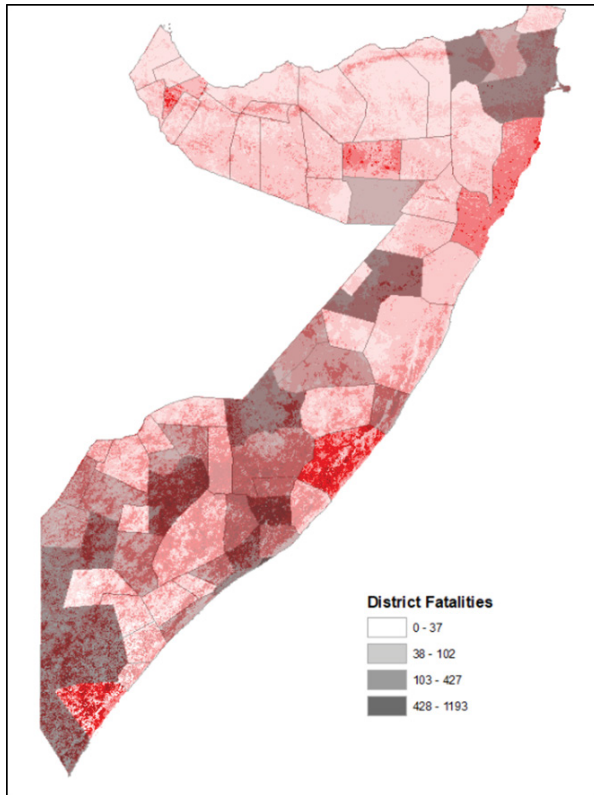 District Fatalities
0 - 37
38 - 102
103 - 427
428 - 1193